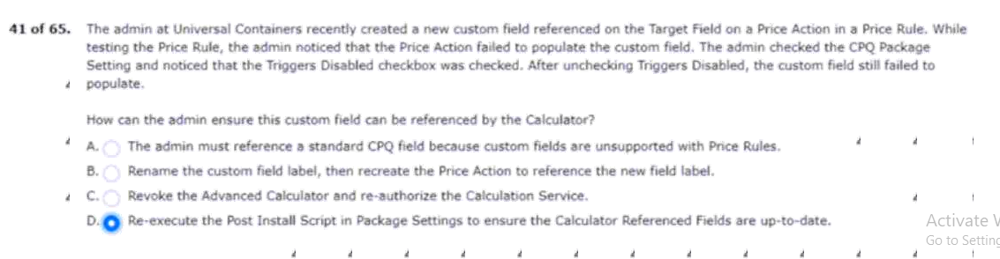 41 of 65. The admin at Universal Containers recently created a new custom field referenced on the Target Field on a Price Action in a Price Rule. While
testing the Price Rule, the admin noticed that the Price Action failed to populate the custom field. The admin checked the CPQ Package
Setting and noticed that the Triggers Disabled checkbox was checked. After unchecking Triggers Disabled, the custom field still failed to
populate.
How can the admin ensure this custom field can be referenced by the Calculator?
A. The admin must reference a standard CPQ field because custom fields are unsupported with Price Rules.
B. Rename the custom field label, then recreate the Price Action to reference the new field label.
C. Revoke the Advanced Calculator and re-authorize the Calculation Service.
D. Re-execute the Post Install Script in Package Settings to ensure the Calculator Referenced Fields are up-to-date.
Activate
Go to Setting